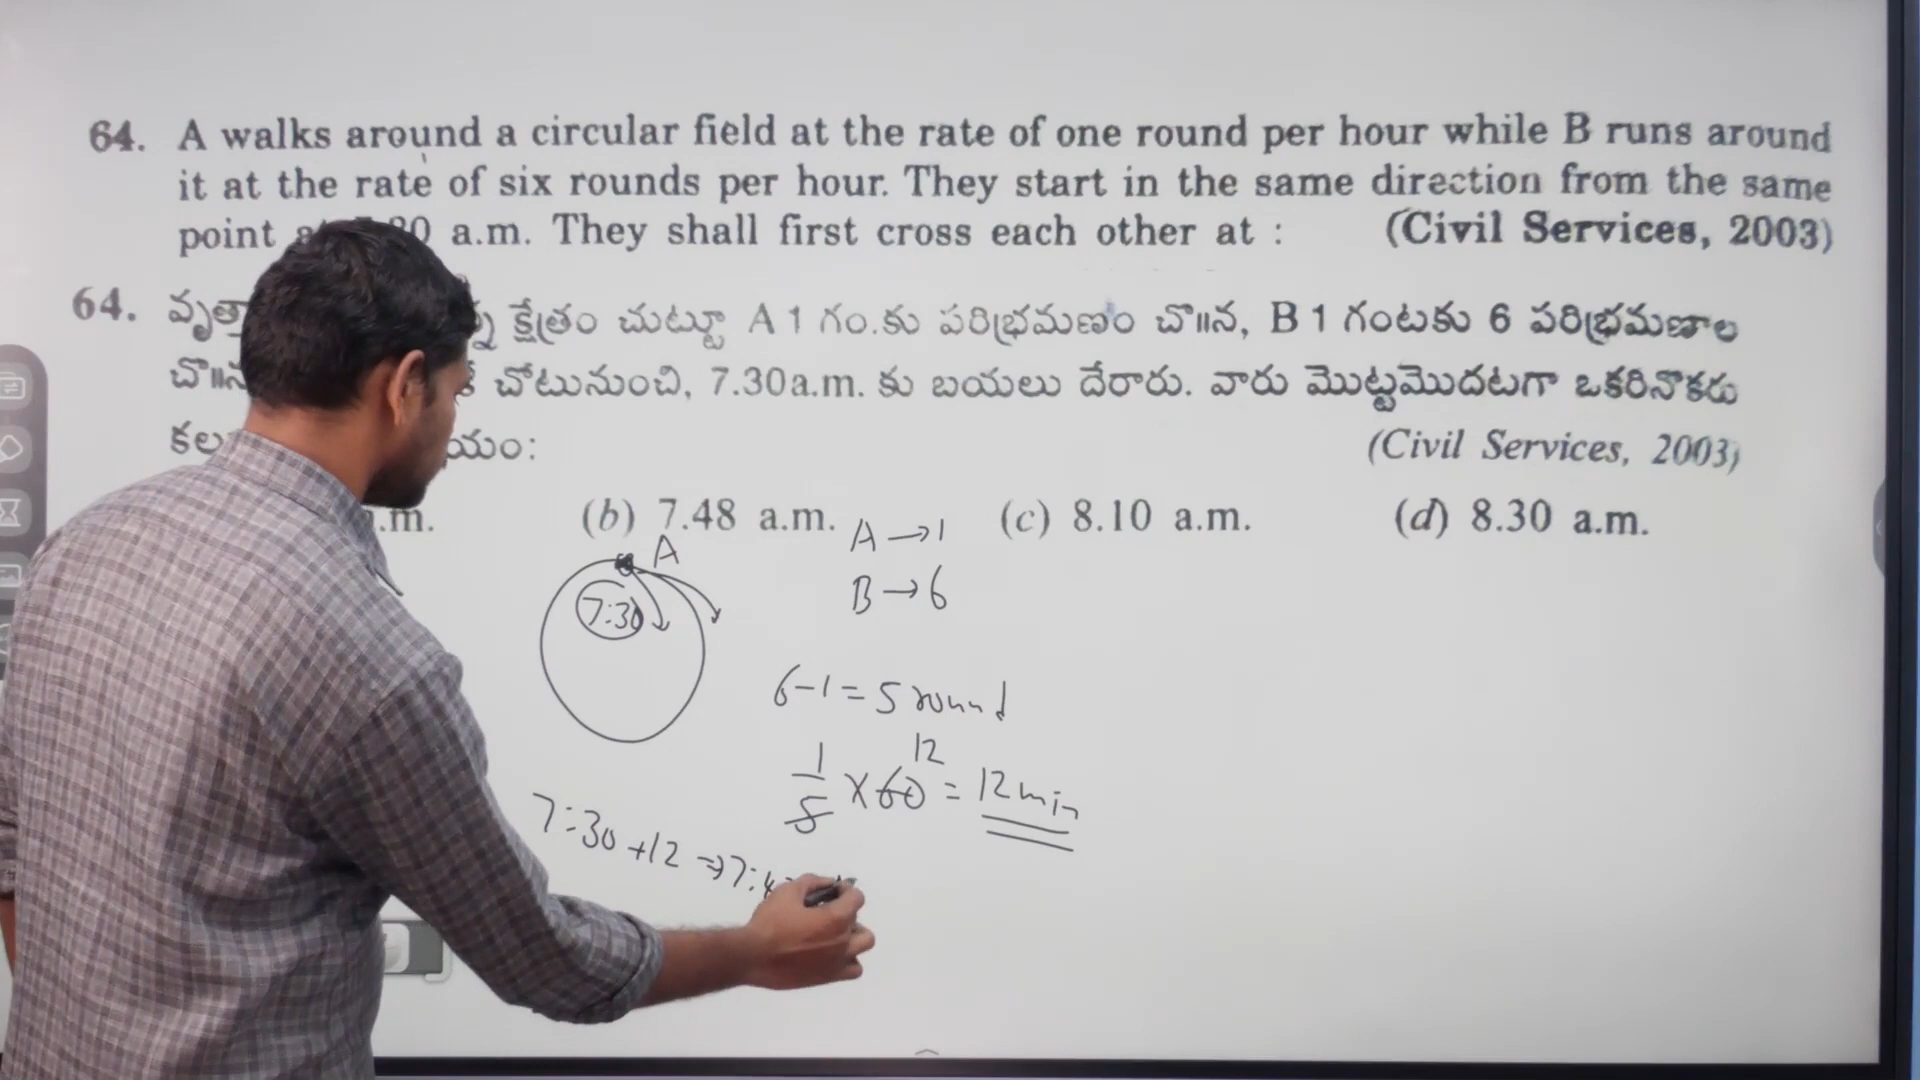 64. A walks around a circular field at the rate of one round per hour while B runs around
it at the rate of six rounds per hour. They start in the same direction from the same
point a.m. They shall first cross each other at : (Civil Services, 2003)
64. క్షేత్రం చుట్టూ A 1 గం.కు పరిభ్రమణం చొ॥న, B 1 గంటకు 6 పరిభ్రమణాల
చోటునుంచి, 7.30a.m. కు బయలు దేరారు. వారు మొట్టమొదటగా ఒకరినొకరు
(Civil Services, 2003)
.m. (b) 7.48 a.m. (c) 8.10 a.m. (d) 8.30 a.m.
A → 1
A
B → 6
7:30
6-1 = 5 round
1/5 × 60 12 = 12 min
7:30 +12 ⇒ 7:4